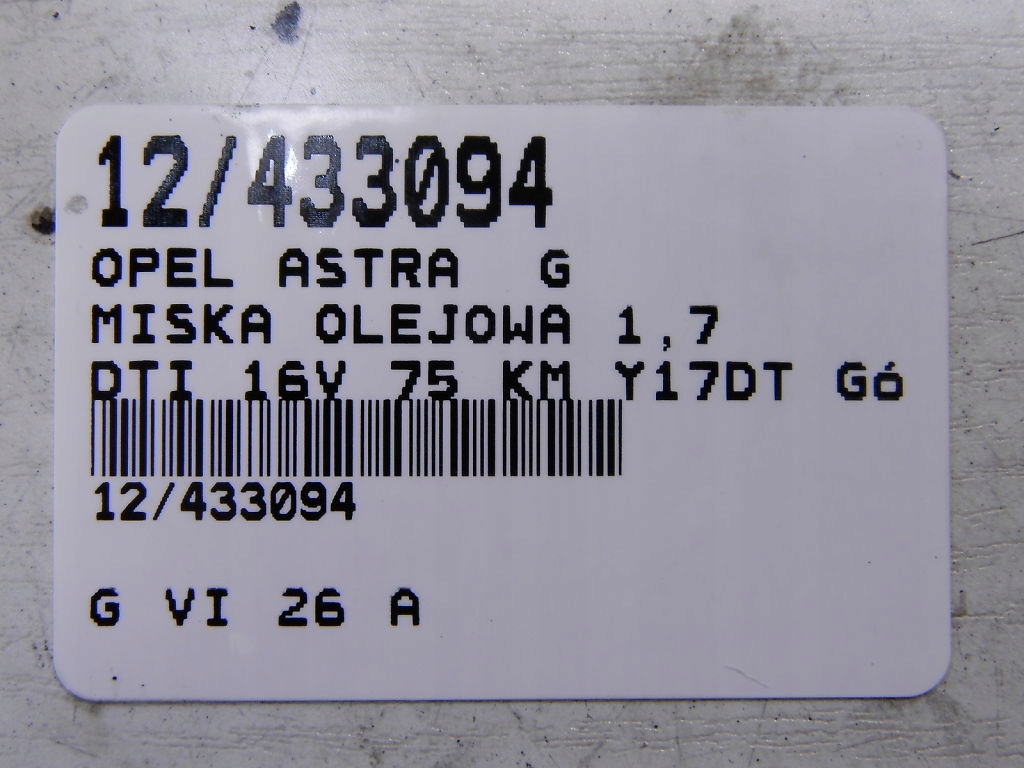 12/433094
OPEL ASTRA G
MISKA OLEJOWA 1,7
DTI 16V 75 KM Y17DT Gó
12/433094
G VI 26 A